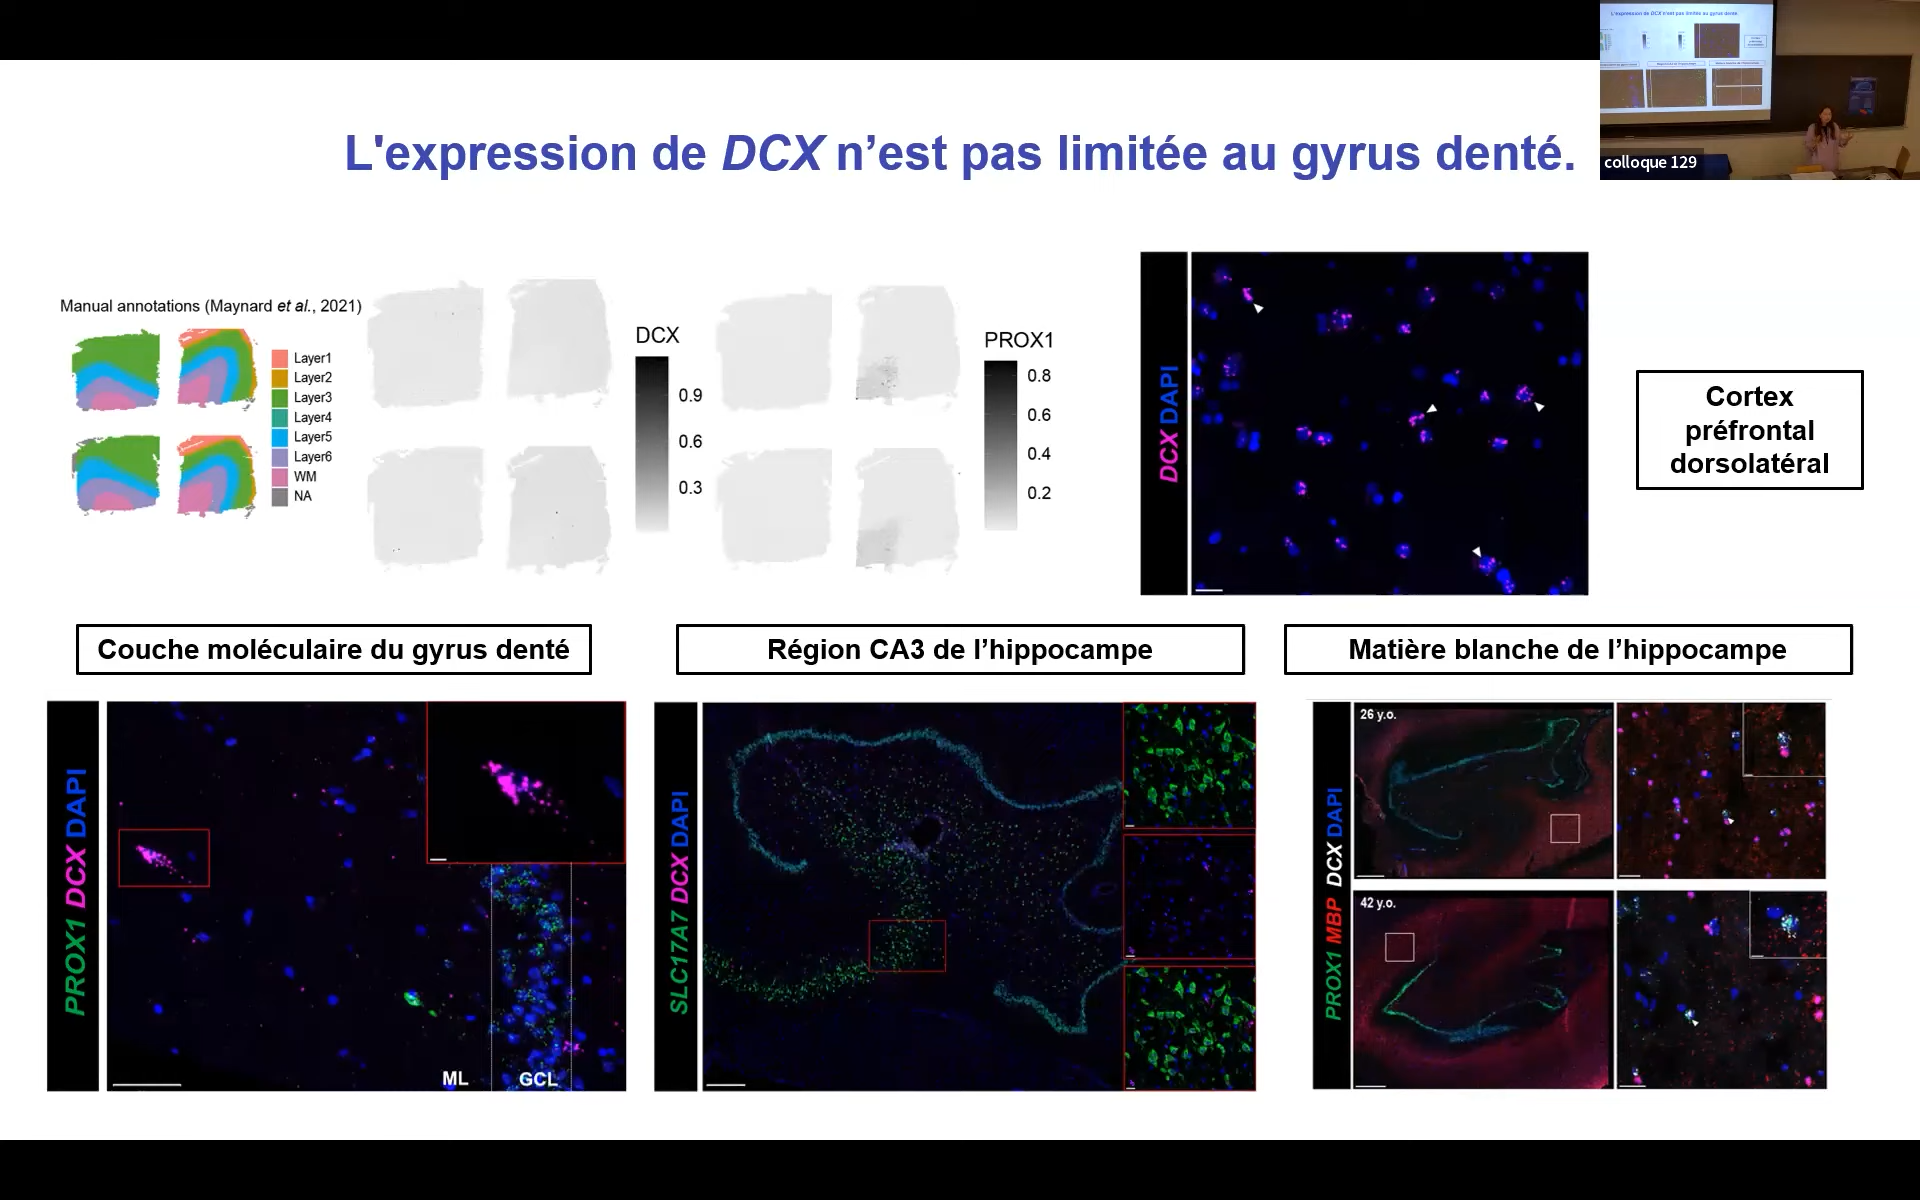 L'expression de DCX n’est pas limitée au gyrus denté.
colloque 129
Manual annotations (Maynard et al., 2021)
Layer1
Layer2
Layer3
Layer4
Layer5
Layer6
WM
NA
DCX
0.9
0.6
0.3
PROX1
0.8
0.6
0.4
0.2
DCX DAPI
Cortex
préfrontal
dorsolatéral
Couche moléculaire du gyrus denté
Région CA3 de l’hippocampe
Matière blanche de l’hippocampe
PROX1 DCX DAPI
ML
GCL
SLC17A7 DCX DAPI
PROX1 MBP DCX DAPI
26 y.o.
42 y.o.